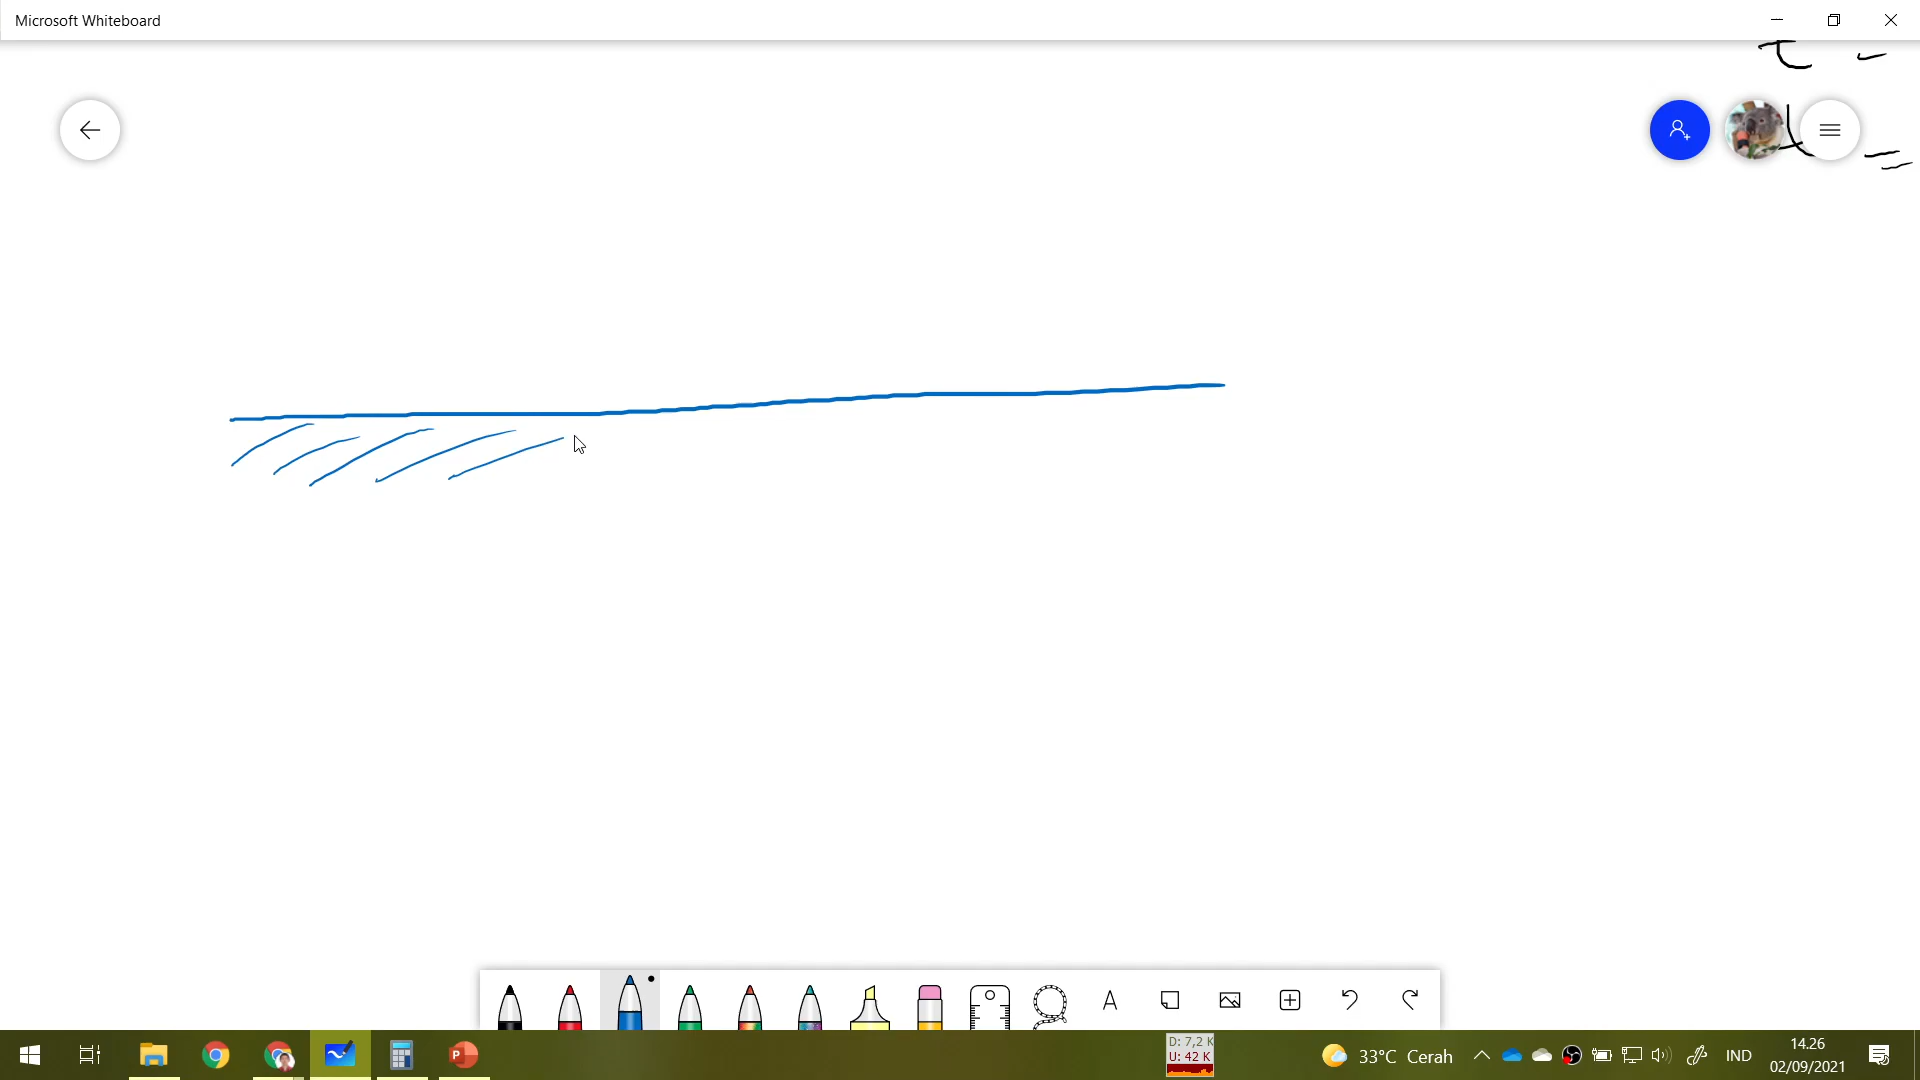 Microsoft Whiteboard
D: 7,2 K
U: 42 K
33°C Cerah
IND
14.26
02/09/2021